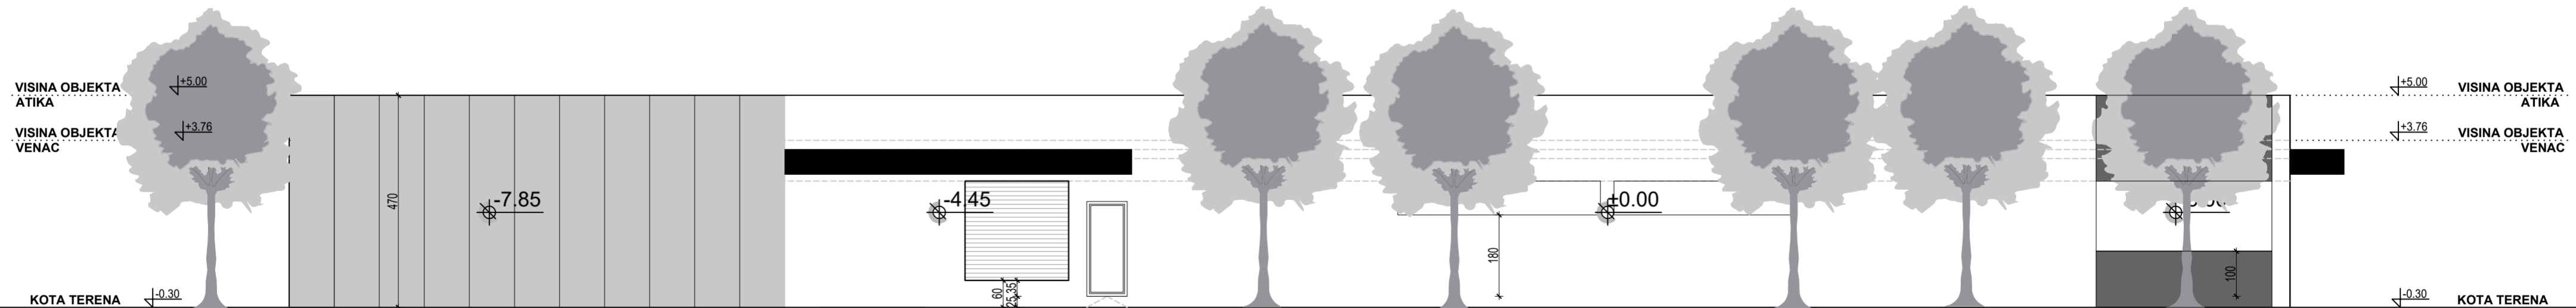 VISINA OBJEKTA
ATIKA
+5.00
VISINA OBJEKTA
VENAC
+3.76
KOTA TERENA
-0.30
470
-7.85
-4.45
60
25,35
180
±0.00
100
+5.00
VISINA OBJEKTA
ATIKA
+3.76
VISINA OBJEKTA
VENAC
-0.30
KOTA TERENA